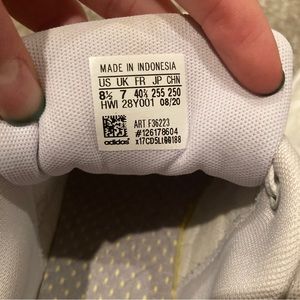 MADE IN INDONESIA
US UK FR JP CHN
8½ 7 40⅔ 255 250
HWI 28Y001 08/20
ART F36223
#126178604
adidas